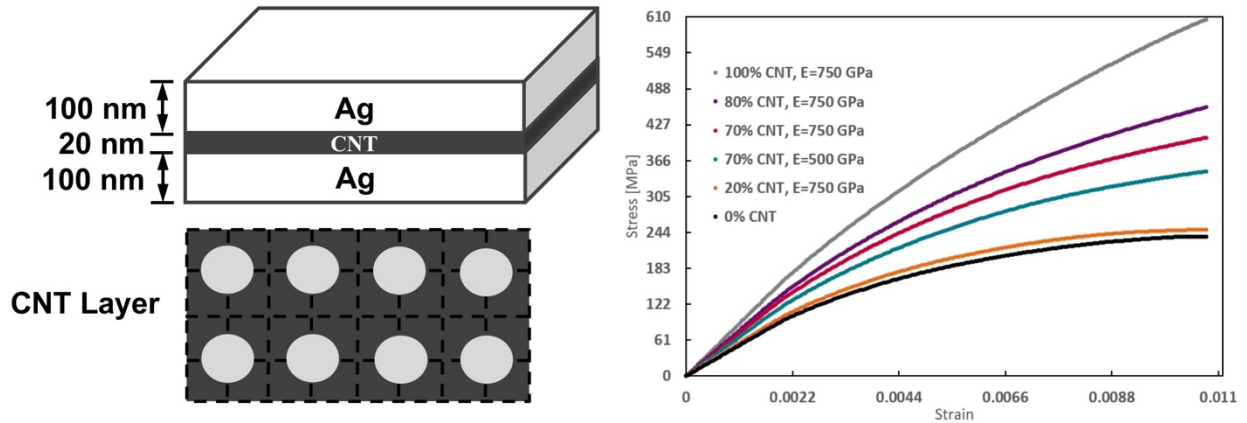 100 nm
Ag
20 nm
CNT
100 nm
Ag
CNT Layer
610
549
488
427
366
305
244
183
122
61
0
Stress [MPa]
100% CNT, E=750 GPa
80% CNT, E=750 GPa
70% CNT, E=750 GPa
70% CNT, E=500 GPa
20% CNT, E=750 GPa
0% CNT
0
0.0022
0.0044
0.0066
0.0088
0.011
Strain